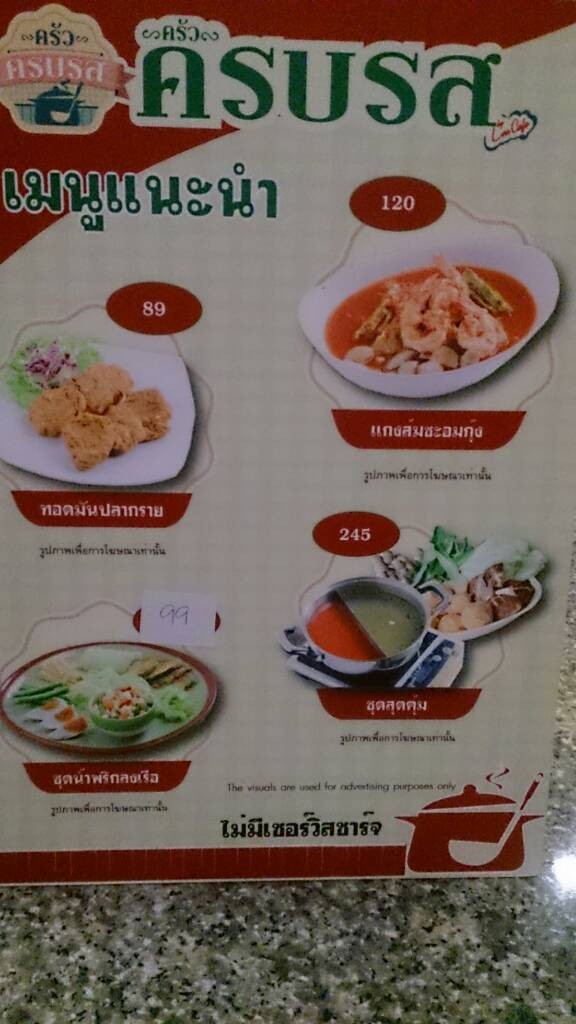 ครัว
ครบรส
ครัว
ครบรส
เมนูแนะนำ
120
แกงส้มชะอมกุ้ง
รูปภาพเพื่อการโฆษณาเท่านั้น
89
ทอดมันปลากราย
รูปภาพเพื่อการโฆษณาเท่านั้น
245
ชุดสุดคุ้ม
รูปภาพเพื่อการโฆษณาเท่านั้น
99
ชุดน้ำพริกลงเรือ
รูปภาพเพื่อการโฆษณาเท่านั้น
The visuals are used for advertising purposes only
ไม่มีเซอร์วิสชาร์จ